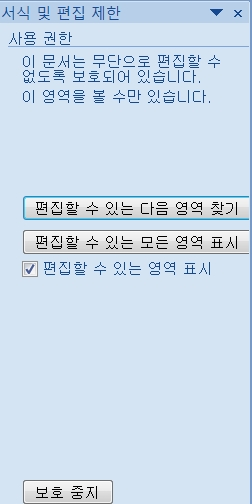 서식 및 편집 제한
사용 권한
이 문서는 무단으로 편집할 수
없도록 보호되어 있습니다.
이 영역을 볼 수만 있습니다.
편집할 수 있는 다음 영역 찾기
편집할 수 있는 모든 영역 표시
편집할 수 있는 영역 표시
보호 중지